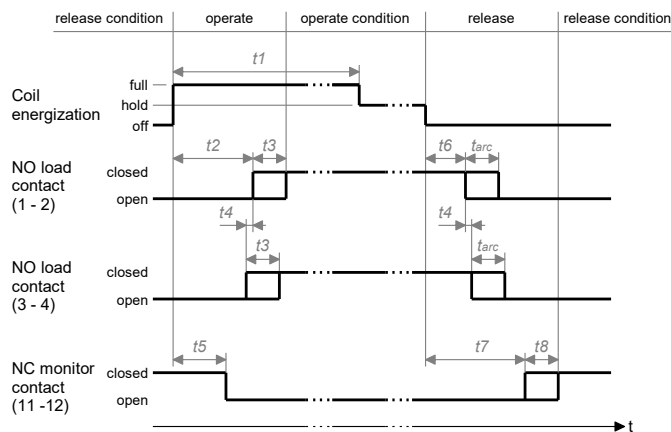 release condition operate operate condition release release condition
t1
Coil
energization
full
hold
off
t2 t3 t6 tarc
NO load
contact
(1 - 2)
closed
open
t4 t4
t3 tarc
NO load
contact
(3 - 4)
closed
open
t5 t7 t8
NC monitor
contact
(11 -12)
closed
open
t